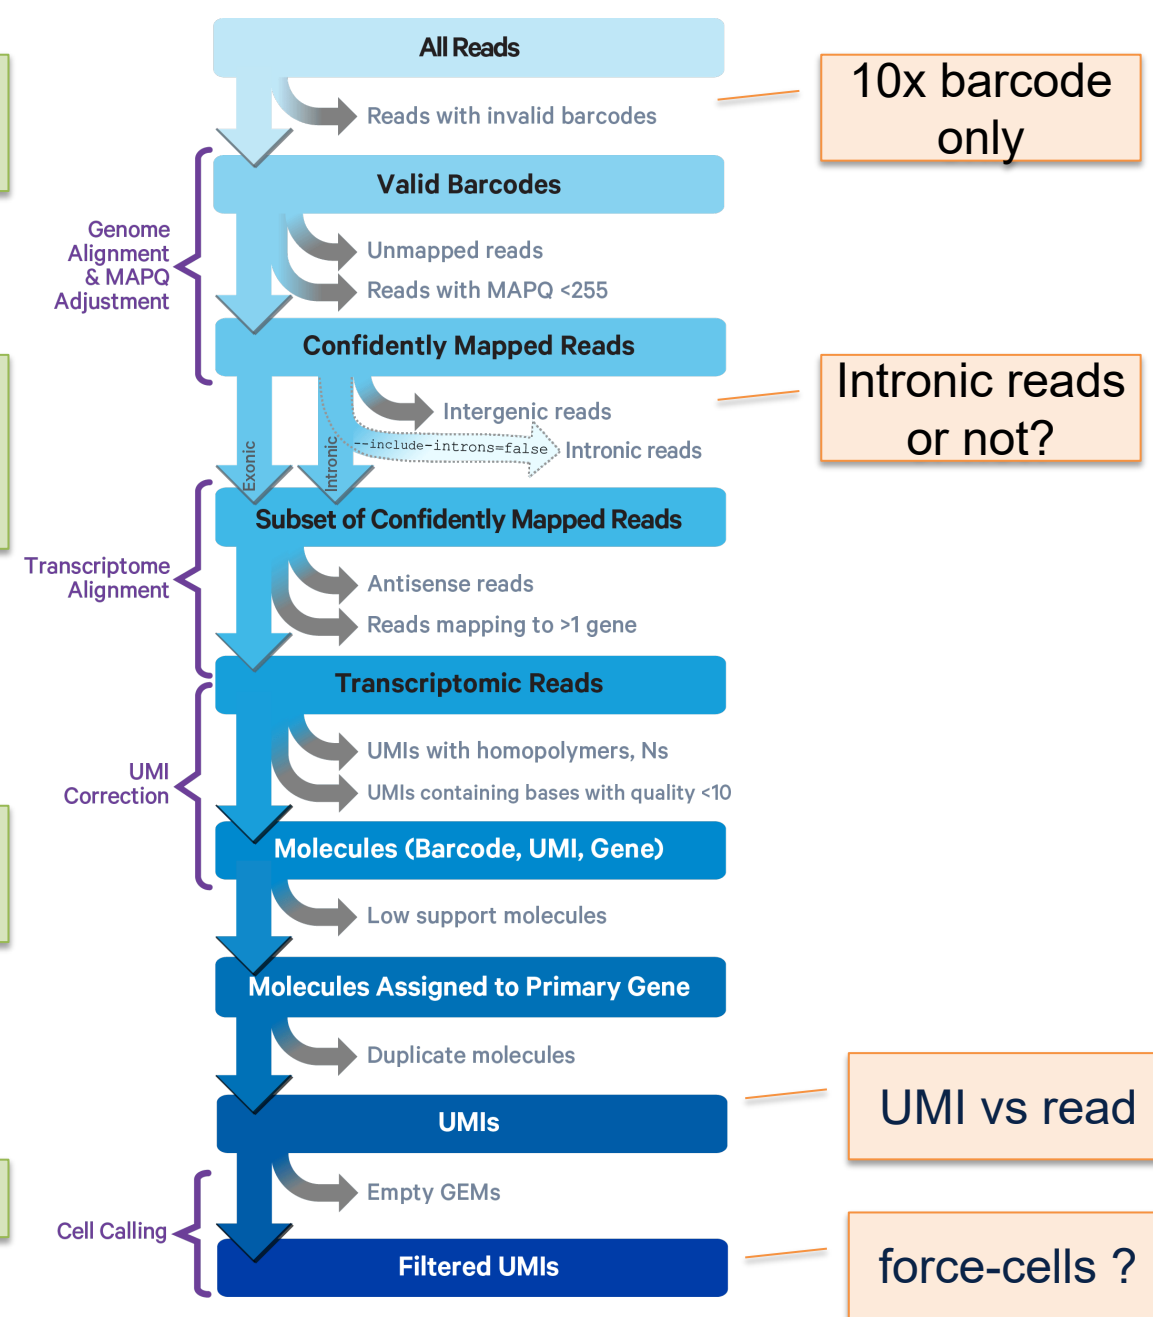 All Reads
Reads with invalid barcodes
10x barcode
only
Valid Barcodes
Genome
Alignment
& MAPQ
Adjustment
Unmapped reads
Reads with MAPQ <255
Confidently Mapped Reads
Intronic reads
or not?
Intergenic reads
--include-introns=false
Intronic reads
Exonic
Intronic
Subset of Confidently Mapped Reads
Transcriptome
Alignment
Antisense reads
Reads mapping to >1 gene
Transcriptomic Reads
UMI
Correction
UMIs with homopolymers, Ns
UMIs containing bases with quality <10
Molecules (Barcode, UMI, Gene)
Low support molecules
Molecules Assigned to Primary Gene
Duplicate molecules
UMIs
UMI vs read
Empty GEMs
Cell Calling
Filtered UMIs
force-cells ?